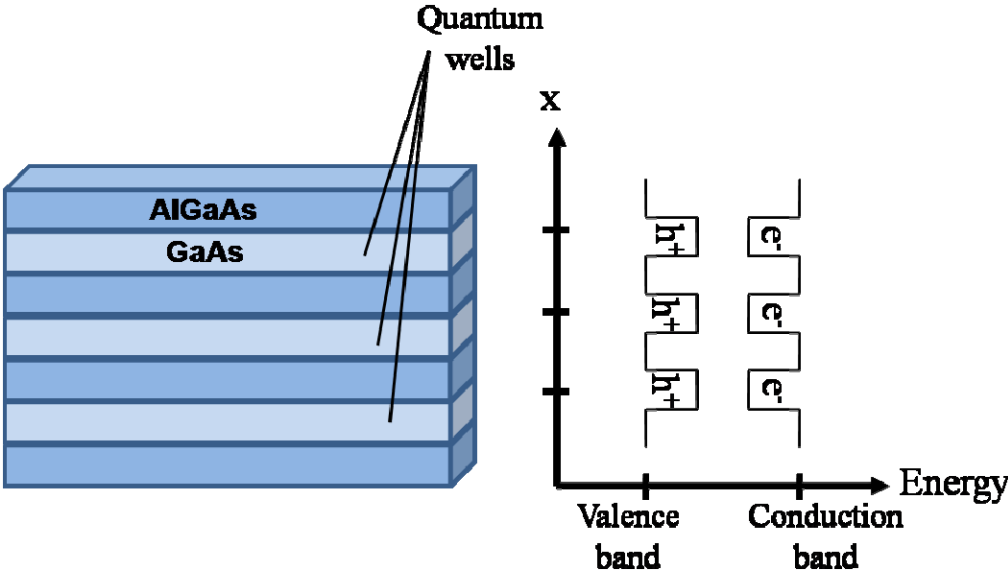 Quantum
wells
x
AlGaAs
GaAs
h+
e-
h+
e-
h+
e-
Energy
Valence
band
Conduction
band